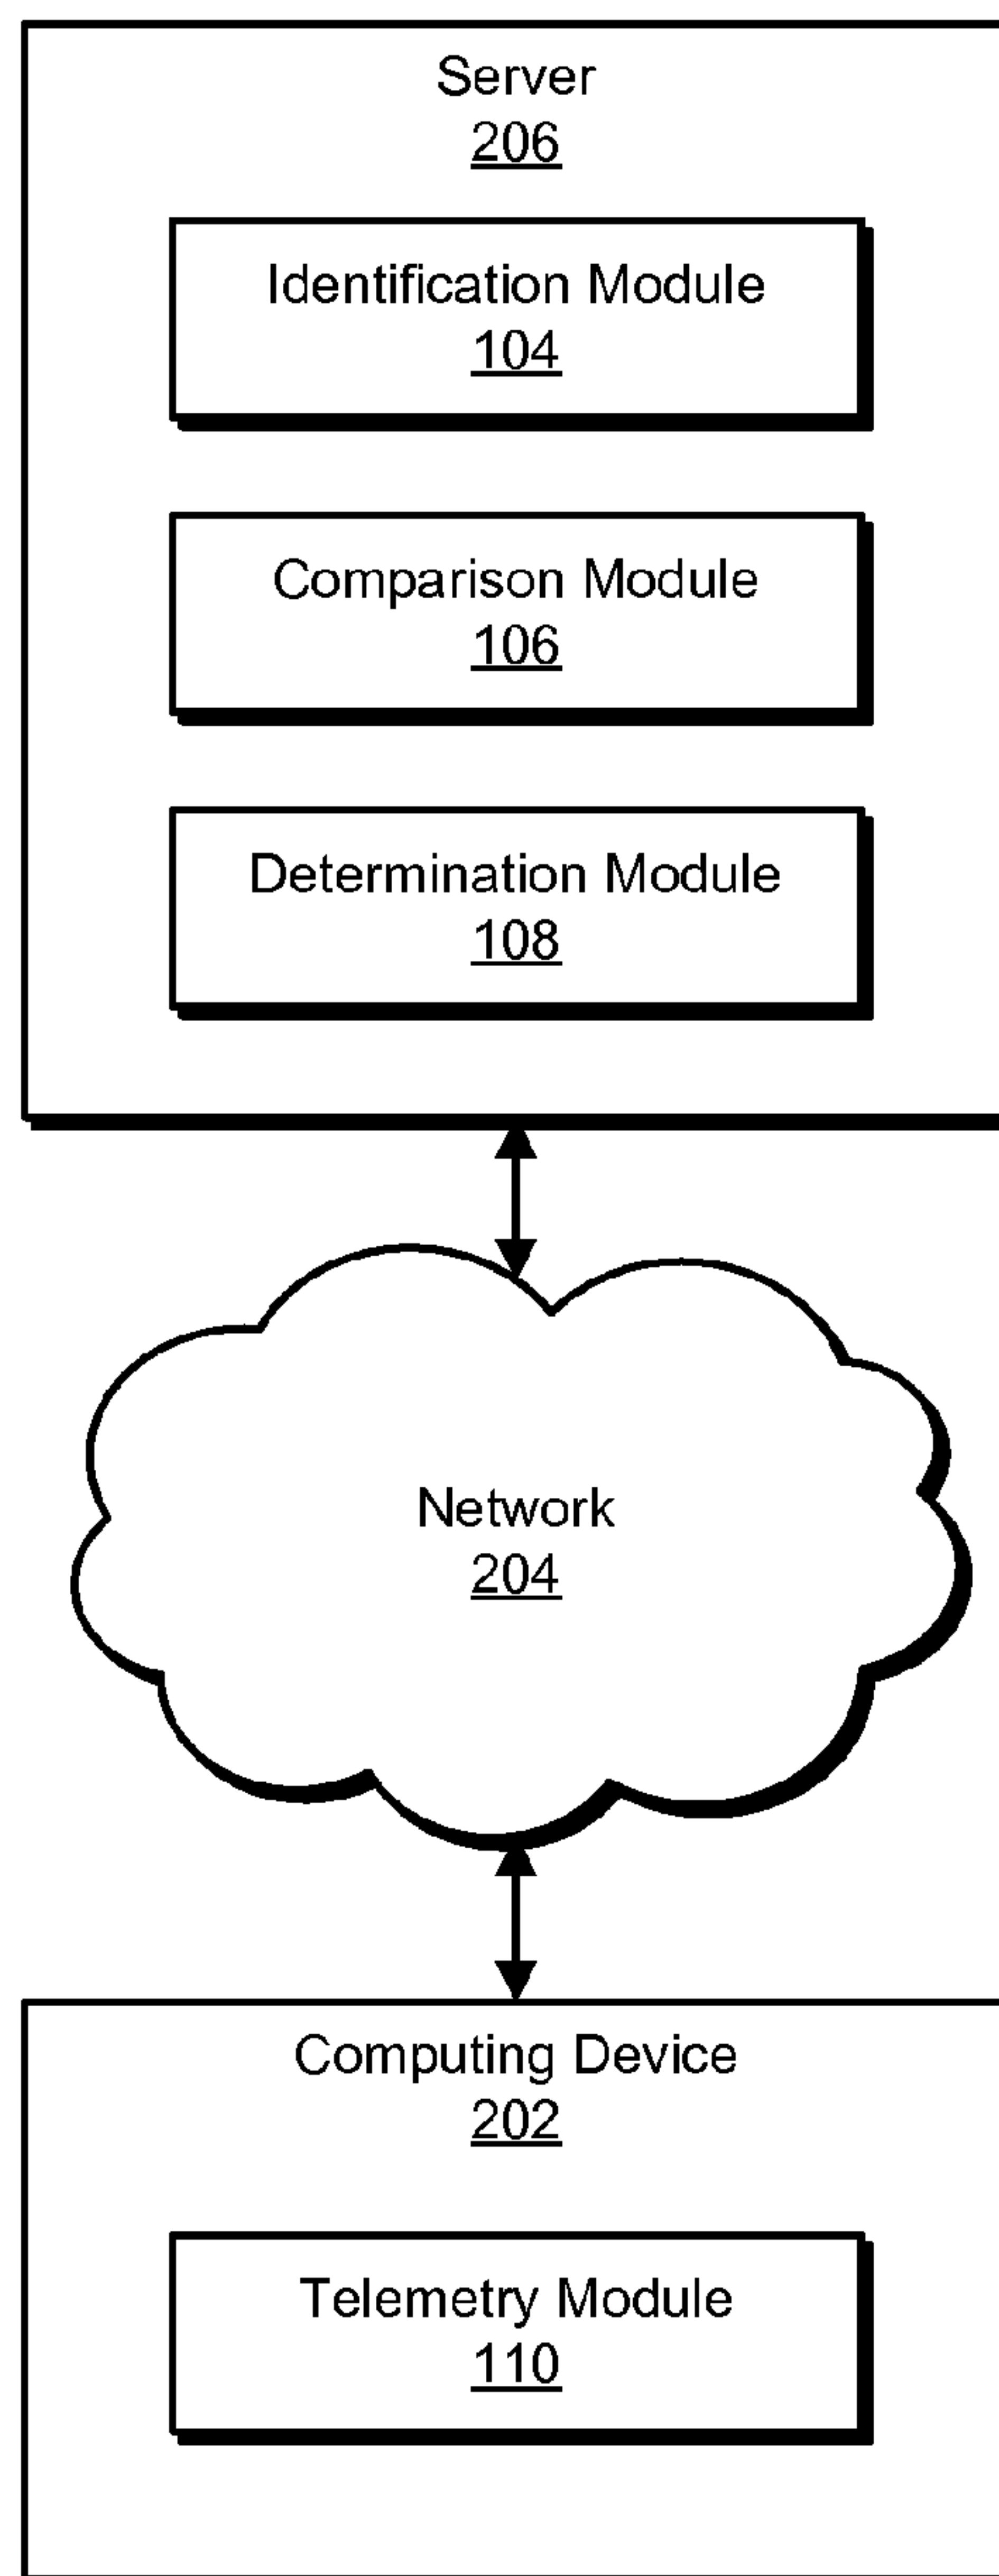 Server
206
Identification Module
104
Comparison Module
106
Determination Module
108
Network
204
Computing Device
202
Telemetry Module
110